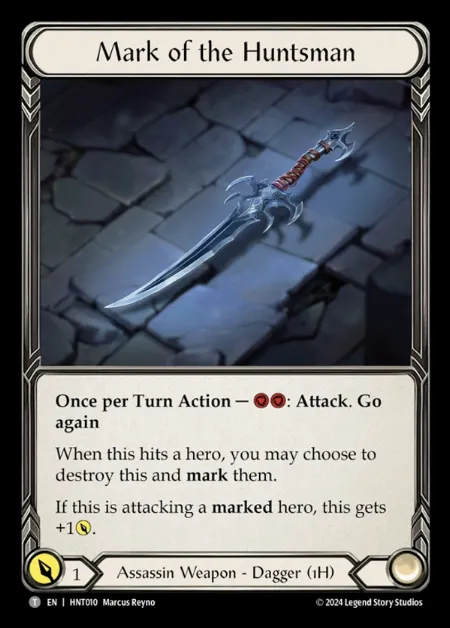 Mark of the Huntsman
Once per Turn Action — : Attack. Go
again
When this hits a hero, you may choose to
destroy this and mark them.
If this is attacking a marked hero, this gets
+1.
1
Assassin Weapon - Dagger (1H)
T EN | HNT010 Marcus Reyno
© 2024 Legend Story Studios